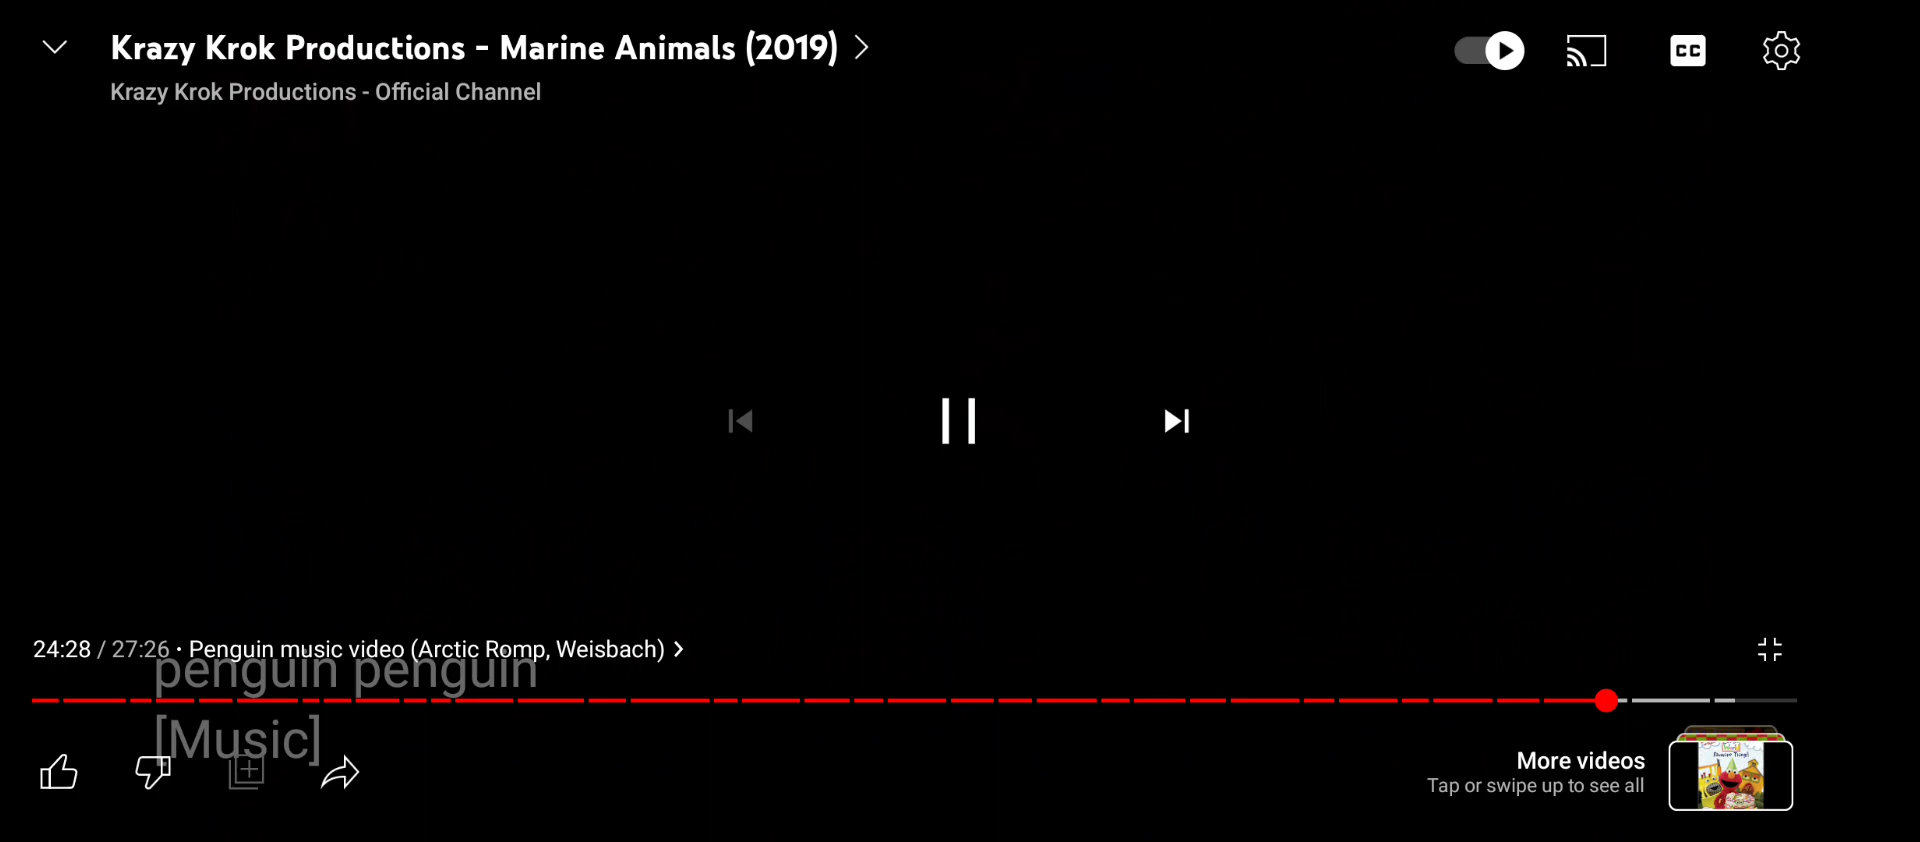 Krazy Krok Productions - Marine Animals (2019)
Krazy Krok Productions - Official Channel
CC
24:28 / 27:26 • Penguin music video (Arctic Romp, Weisbach)
penguin penguin
[Music]
More videos
Tap or swipe up to see all